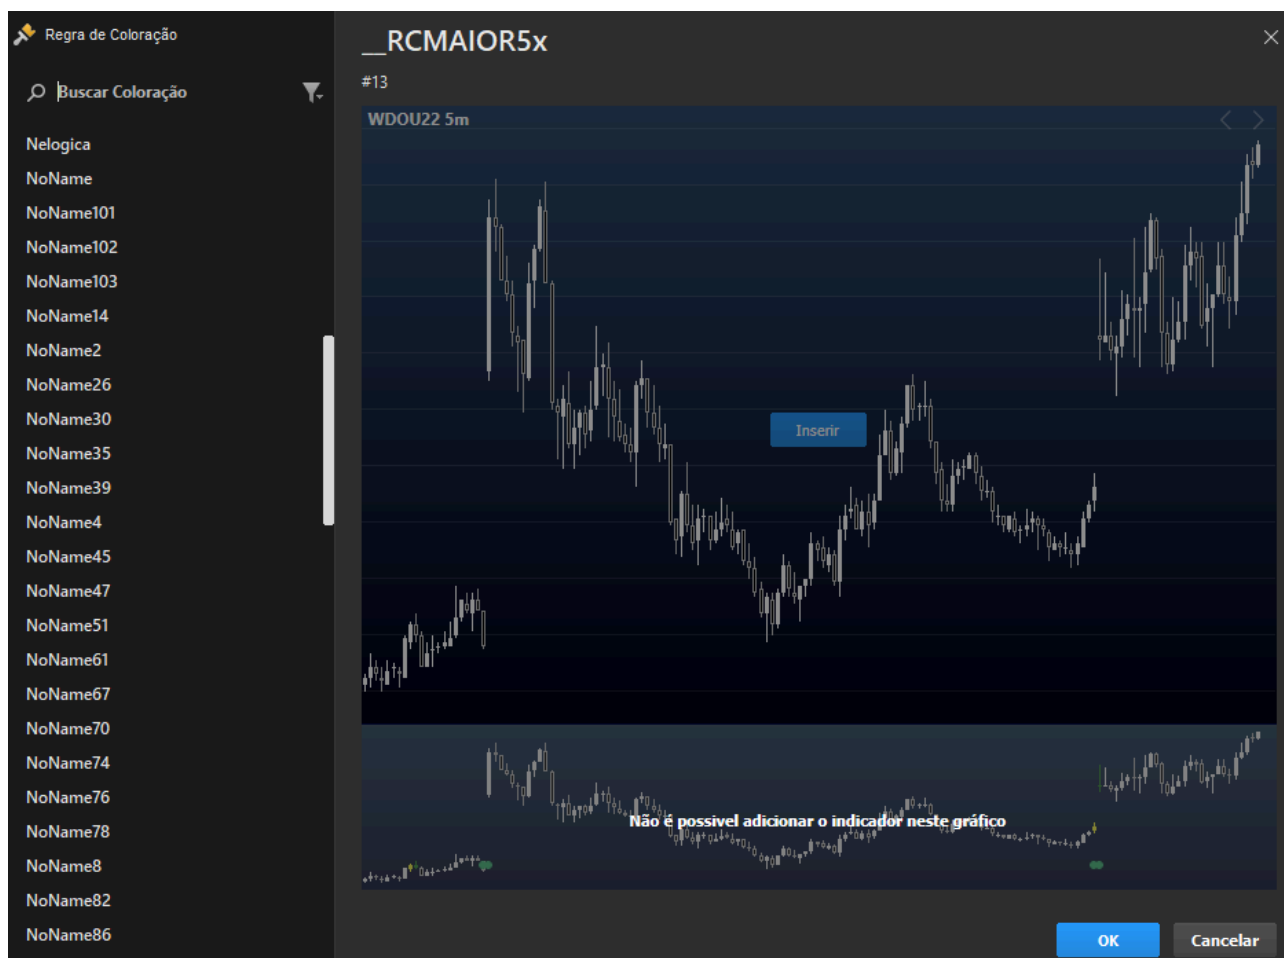 Regra de Coloração
Buscar Coloração
Nelogica
NoName
NoName101
NoName102
NoName103
NoName14
NoName2
NoName26
NoName30
NoName35
NoName39
NoName4
NoName45
NoName47
NoName51
NoName61
NoName67
NoName70
NoName74
NoName76
NoName78
NoName8
NoName82
NoName86
__RCMAIOR5x
#13
WDOU22 5m
Inserir
Não é possivel adicionar o indicador neste gráfico
OK
Cancelar